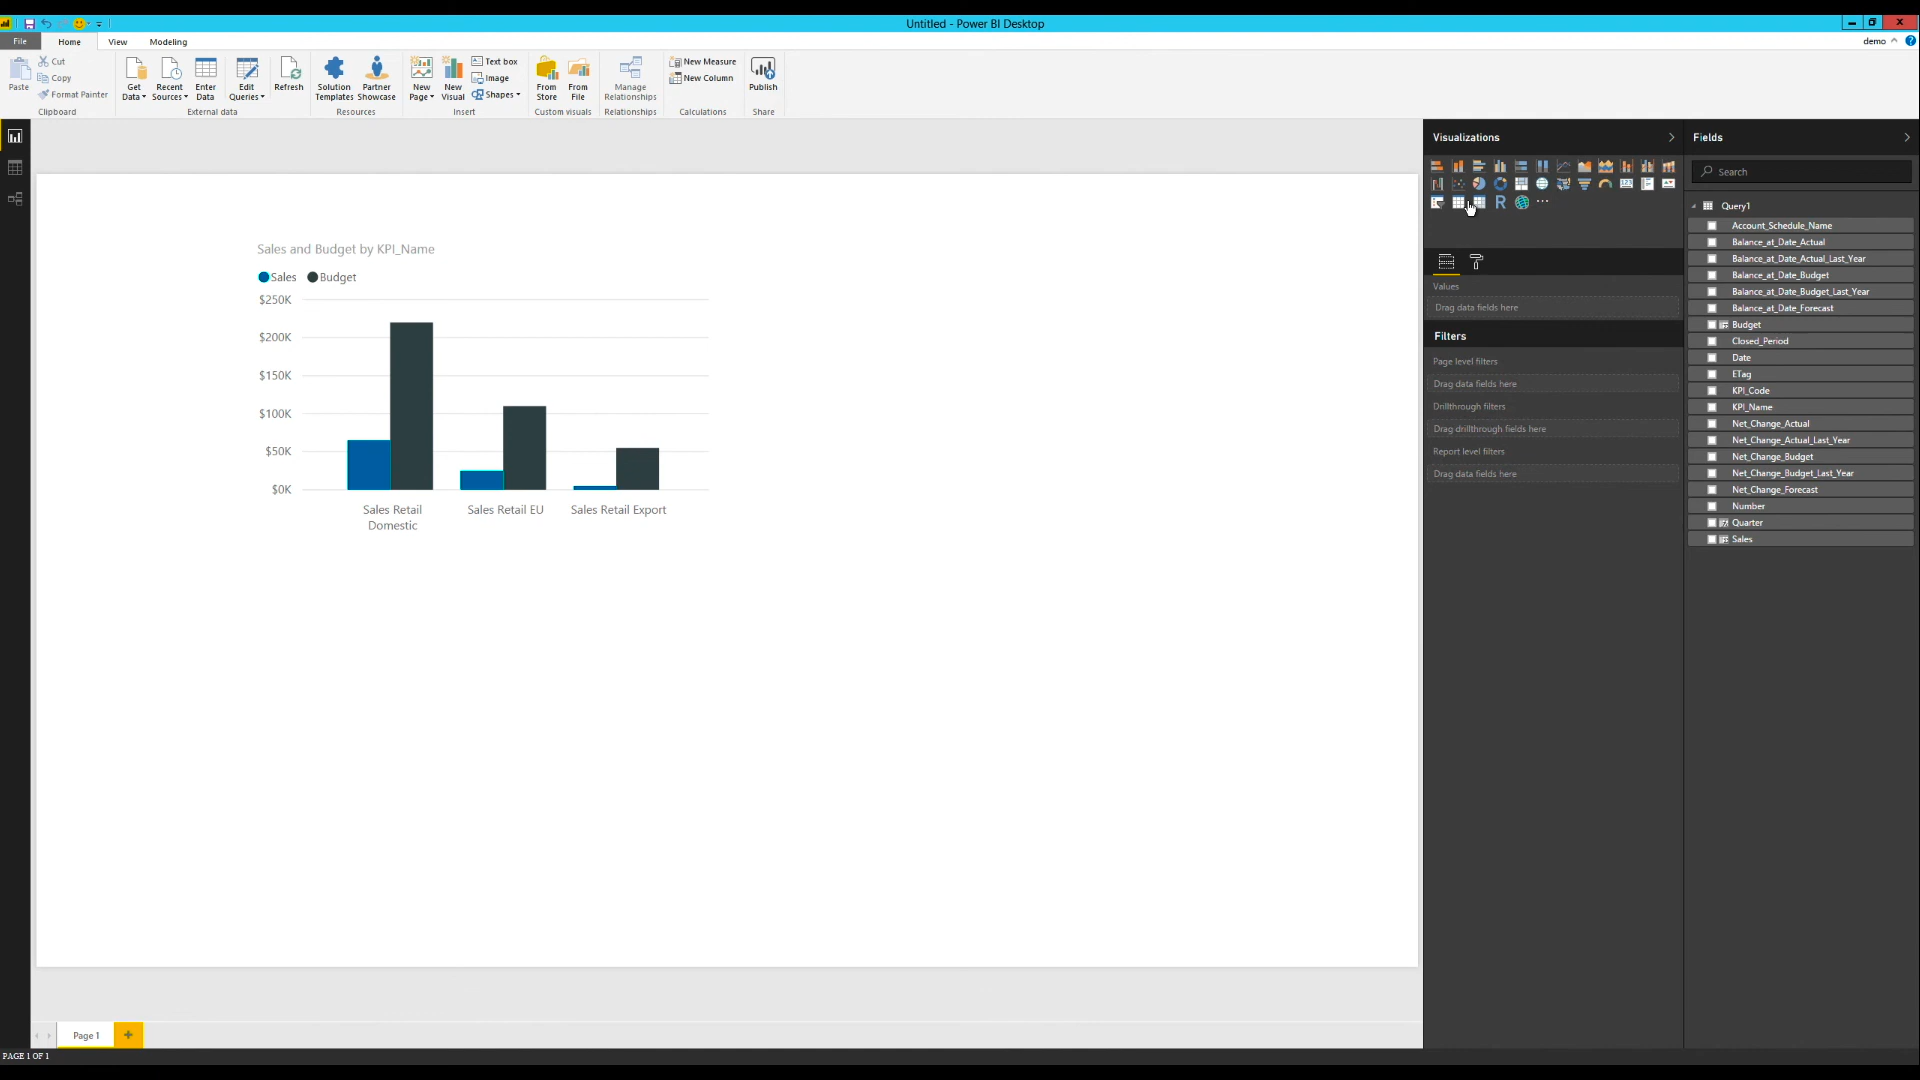 Untitled - Power BI Desktop
File Home View Modeling demo
Paste Cut Copy Format Painter
Get Data Recent Sources Enter Data Edit Queries Refresh
Solution Templates Partner Showcase
New Page New Visual Text box Image Shapes
From Store From File Manage Relationships
New Measure New Column Publish
Clipboard External data Resources Insert Custom visuals Relationships Calculations Share
Sales and Budget by KPI_Name
Sales Budget
$250K
$200K
$150K
$100K
$50K
$0K
Sales Retail Domestic
Sales Retail EU
Sales Retail Export
Visualizations
Values
Drag data fields here
Filters
Page level filters
Drag data fields here
Drillthrough filters
Drag drillthrough fields here
Report level filters
Drag data fields here
Fields
Search
Query1
Account_Schedule_Name
Balance_at_Date_Actual
Balance_at_Date_Actual_Last_Year
Balance_at_Date_Budget
Balance_at_Date_Budget_Last_Year
Balance_at_Date_Forecast
Budget
Closed_Period
Date
ETag
KPI_Code
KPI_Name
Net_Change_Actual
Net_Change_Actual_Last_Year
Net_Change_Budget
Net_Change_Budget_Last_Year
Net_Change_Forecast
Number
Quarter
Sales
Page 1
PAGE 1 OF 1